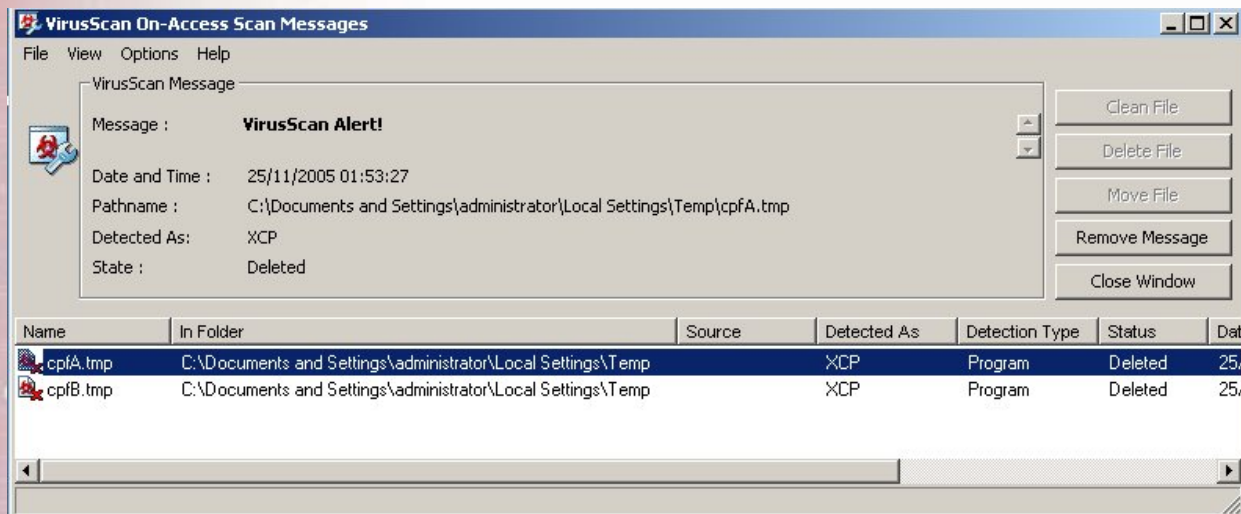 VirusScan On-Access Scan Messages
File View Options Help
VirusScan Message
Message : VirusScan Alert!
Date and Time : 25/11/2005 01:53:27
Pathname : C:\Documents and Settings\administrator\Local Settings\Temp\cpfA.tmp
Detected As: XCP
State : Deleted
Clean File
Delete File
Move File
Remove Message
Close Window
Name In Folder Source Detected As Detection Type Status Dat
cpfA.tmp C:\Documents and Settings\administrator\Local Settings\Temp XCP Program Deleted 25/
cpfB.tmp C:\Documents and Settings\administrator\Local Settings\Temp XCP Program Deleted 25/